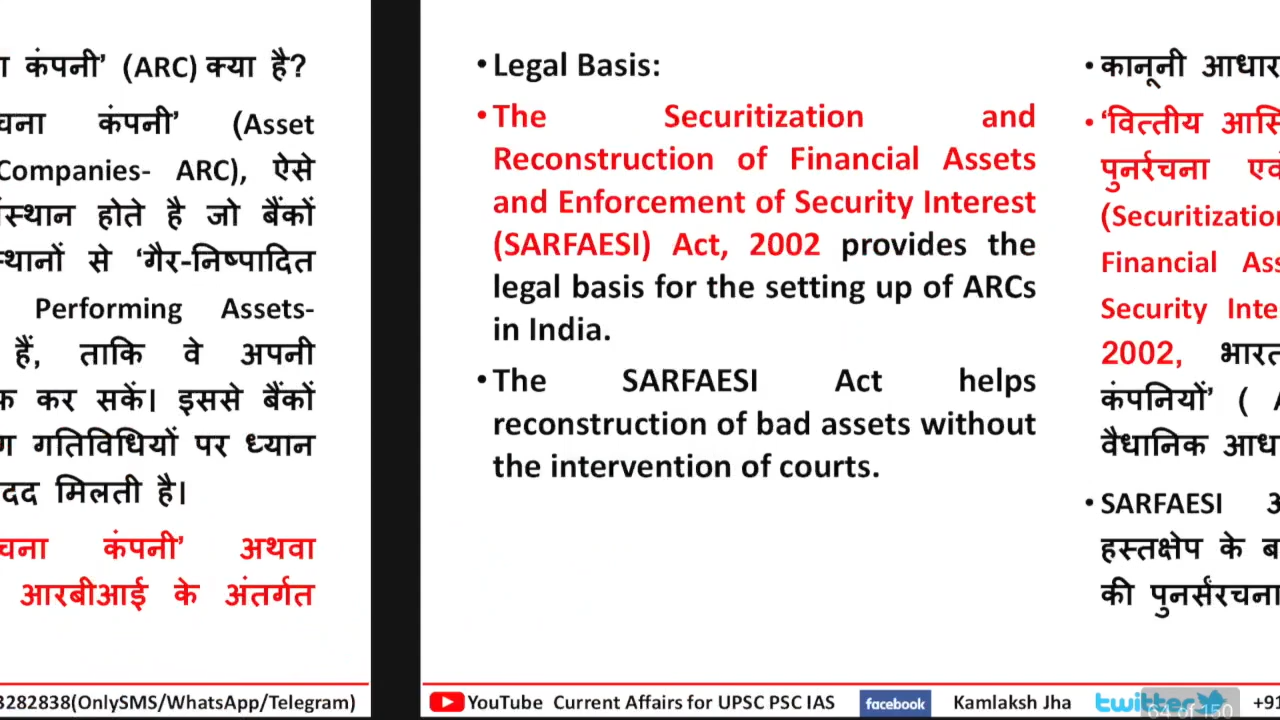 कंपनी’ (ARC) क्या है?
कंपनी’ (Asset
Companies- ARC), ऐसे
होते है जो बैंकों
से ‘गैर-निष्पादित
Performing Assets-
हैं, ताकि वे अपनी
कर सकें। इससे बैंकों
गतिविधियों पर ध्यान
मिलती है।
कंपनी’ अथवा
आरबीआई के अंतर्गत
3282838(OnlySMS/WhatsApp/Telegram)
• Legal Basis:
• The Securitization and
Reconstruction of Financial Assets
and Enforcement of Security Interest
(SARFAESI) Act, 2002 provides the
legal basis for the setting up of ARCs
in India.
• The SARFAESI Act helps
reconstruction of bad assets without
the intervention of courts.
YouTube Current Affairs for UPSC PSC IAS facebook Kamlaksh Jha twitter +91
64 of 150
• कानूनी आधार
• ‘वित्तीय
पुनर्रचना
(Securitization
Financial
Security
2002,
कंपनियों’ (
वैधानिक
• SARFAESI
हस्तक्षेप के
की पुनर्संरचना